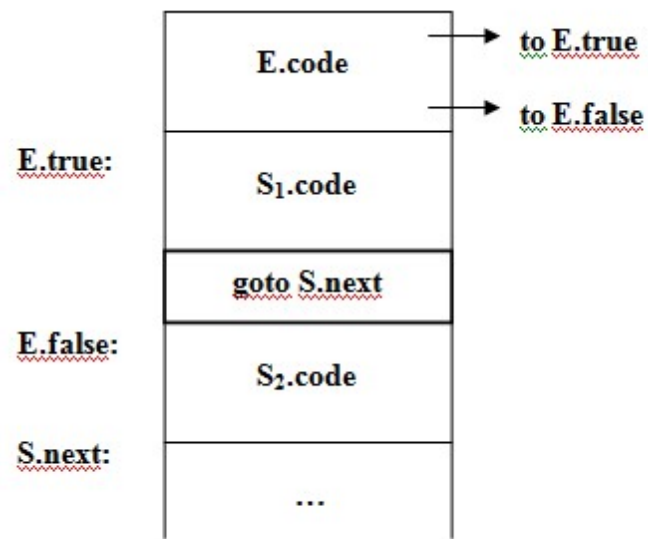 E.code
to E.true
to E.false
E.true:
S₁.code
goto S.next
E.false:
S₂.code
S.next:
...